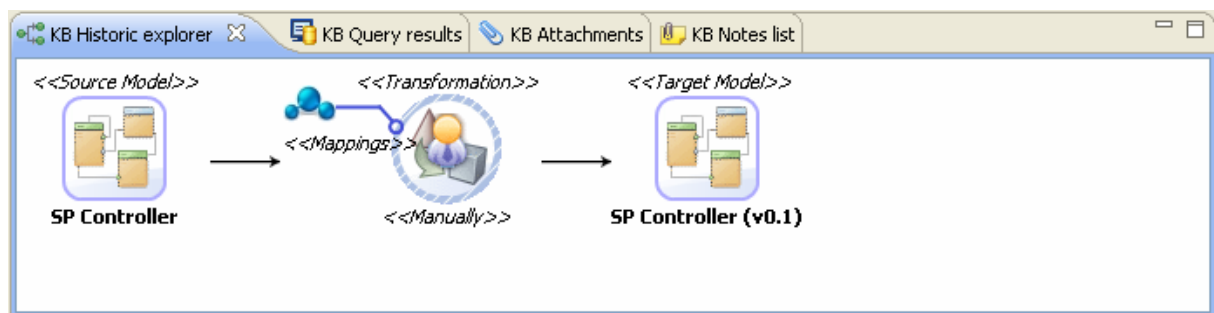 KB Historic explorer KB Query results KB Attachments KB Notes list
<<Source Model>> <<Transformation>> <<Target Model>>
<<Mappings>>
SP Controller <<Manually>> SP Controller (v0.1)